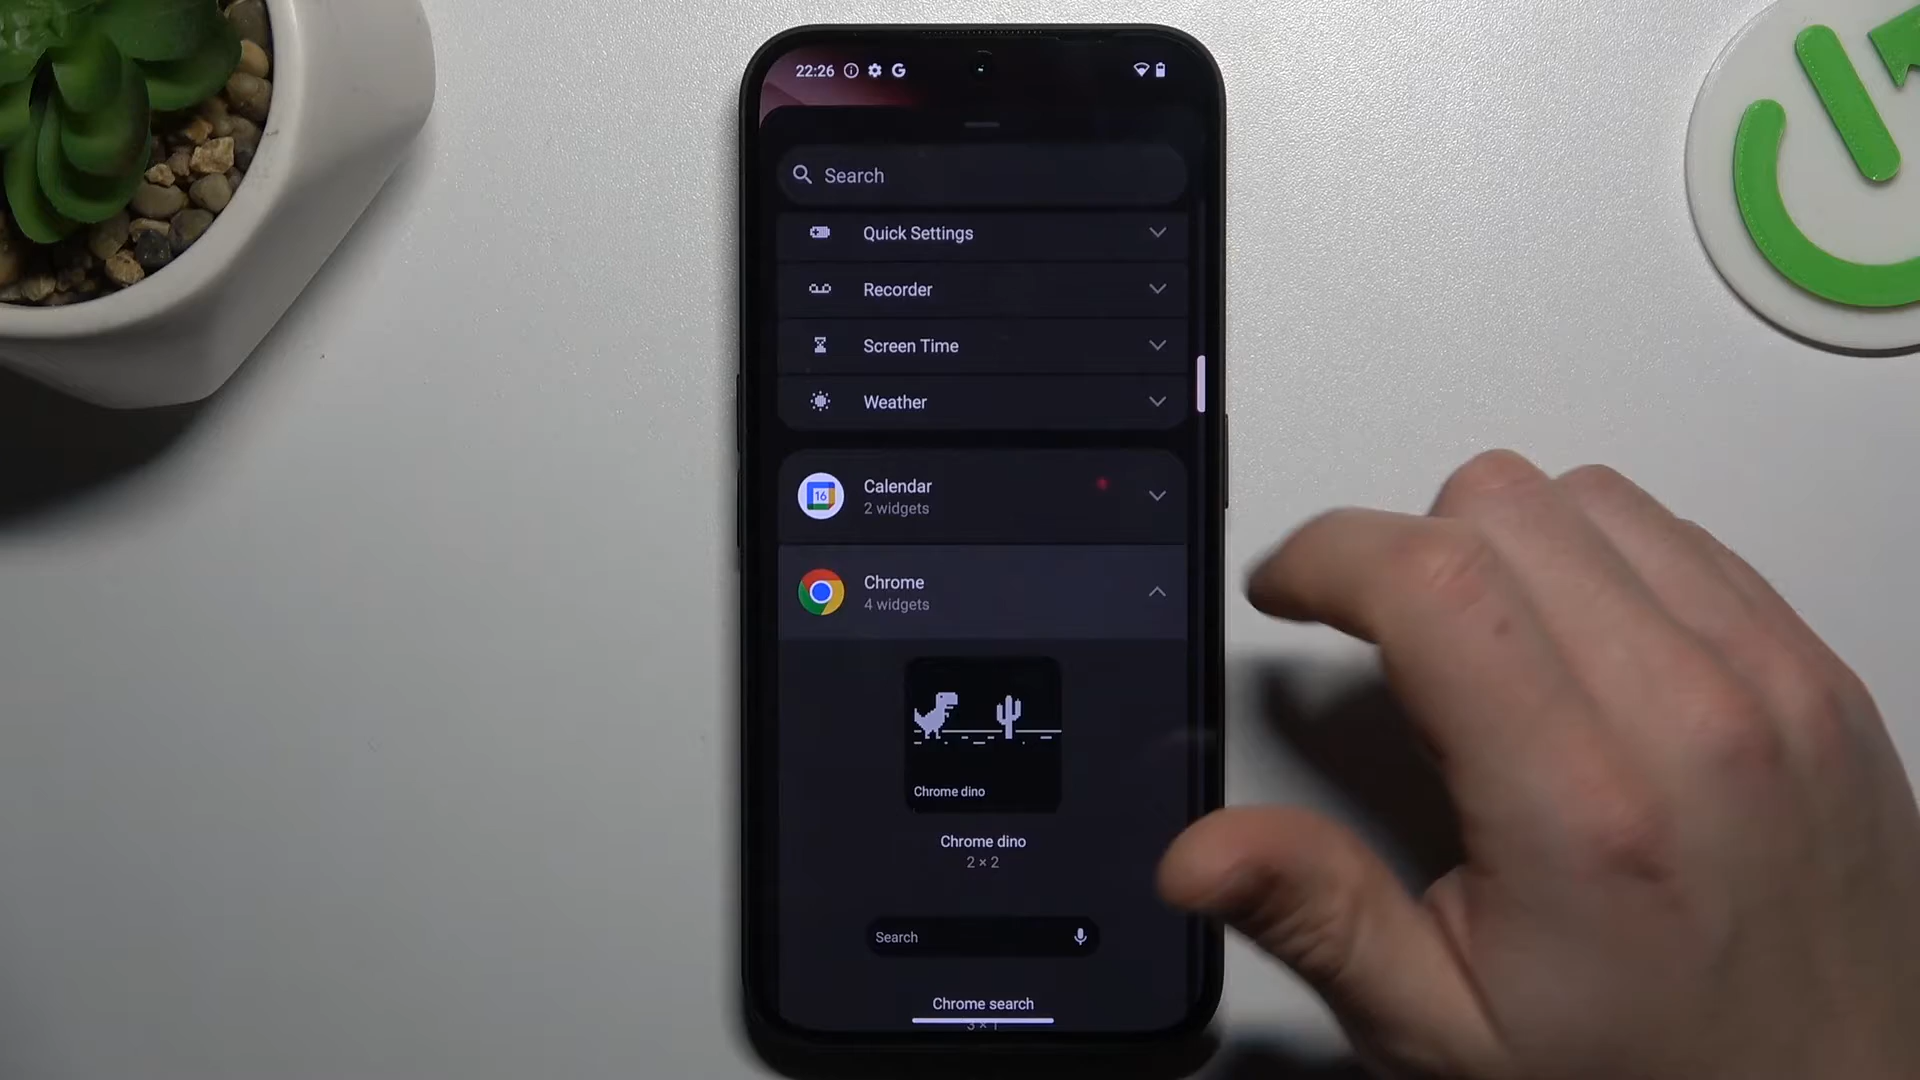 22:26
Search
Quick Settings
Recorder
Screen Time
Weather
16
Calendar
2 widgets
Chrome
4 widgets
Chrome dino
Chrome dino
2 × 2
Search
Chrome search
3 × 1